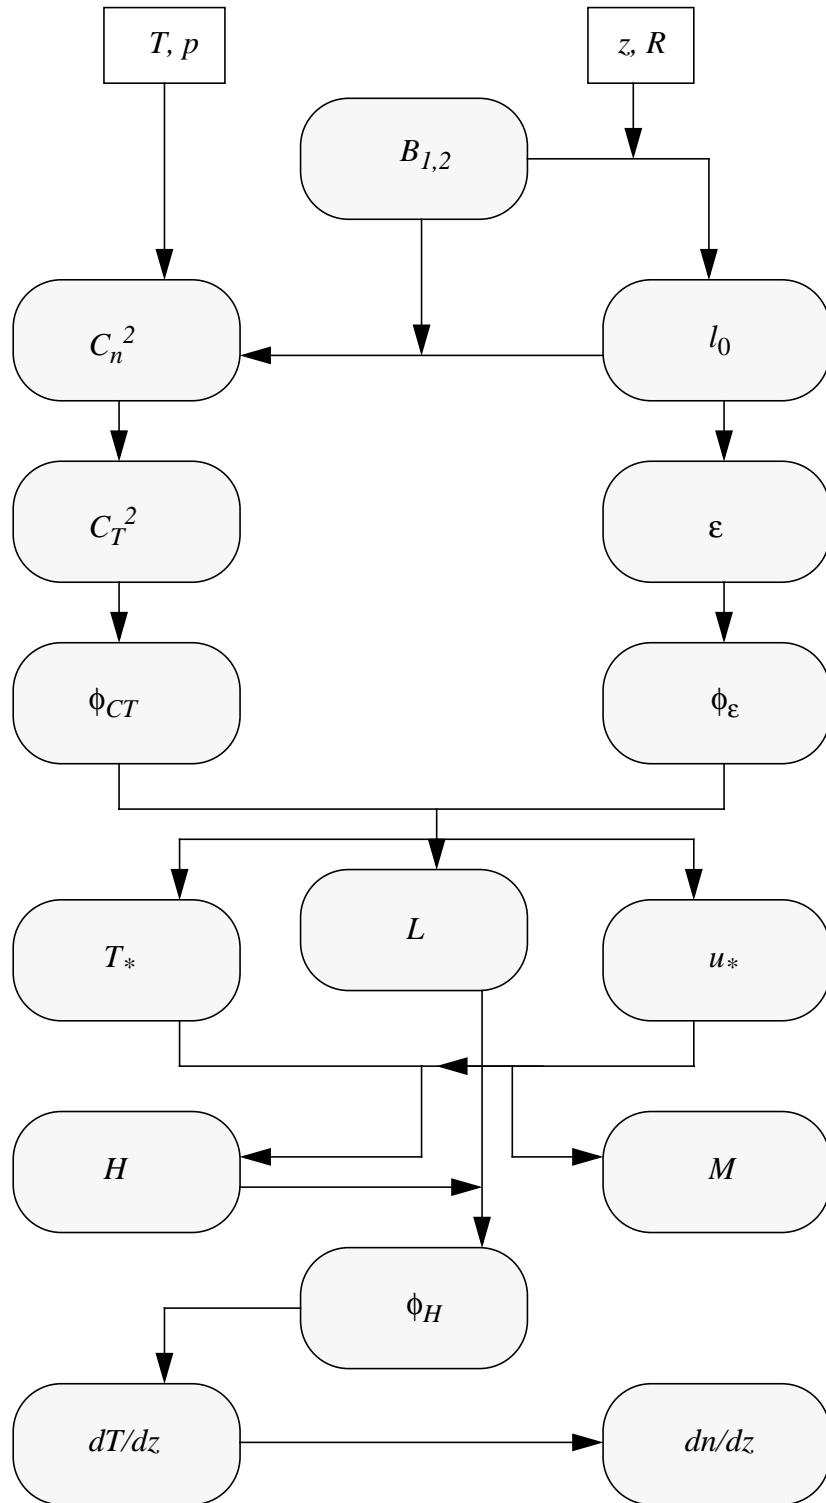 T, p
z, R
B1,2
Cn2
l0
CT2
ε
ϕCT
ϕε
L
T*
u*
H
M
ϕH
dT/dz
dn/dz